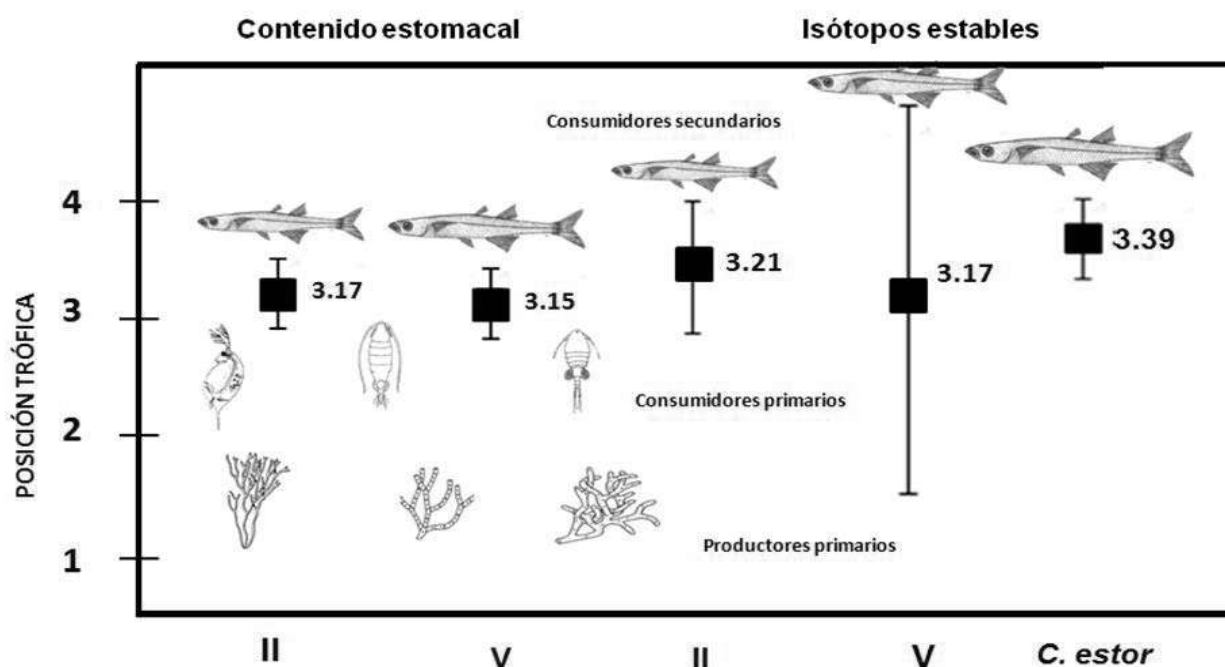 Contenido estomacal
Isótopos estables
POSICIÓN TRÓFICA
4
3
2
1
Consumidores secundarios
Consumidores primarios
Productores primarios
3.17
3.15
3.21
3.17
3.39
II
V
II
V
C. estor